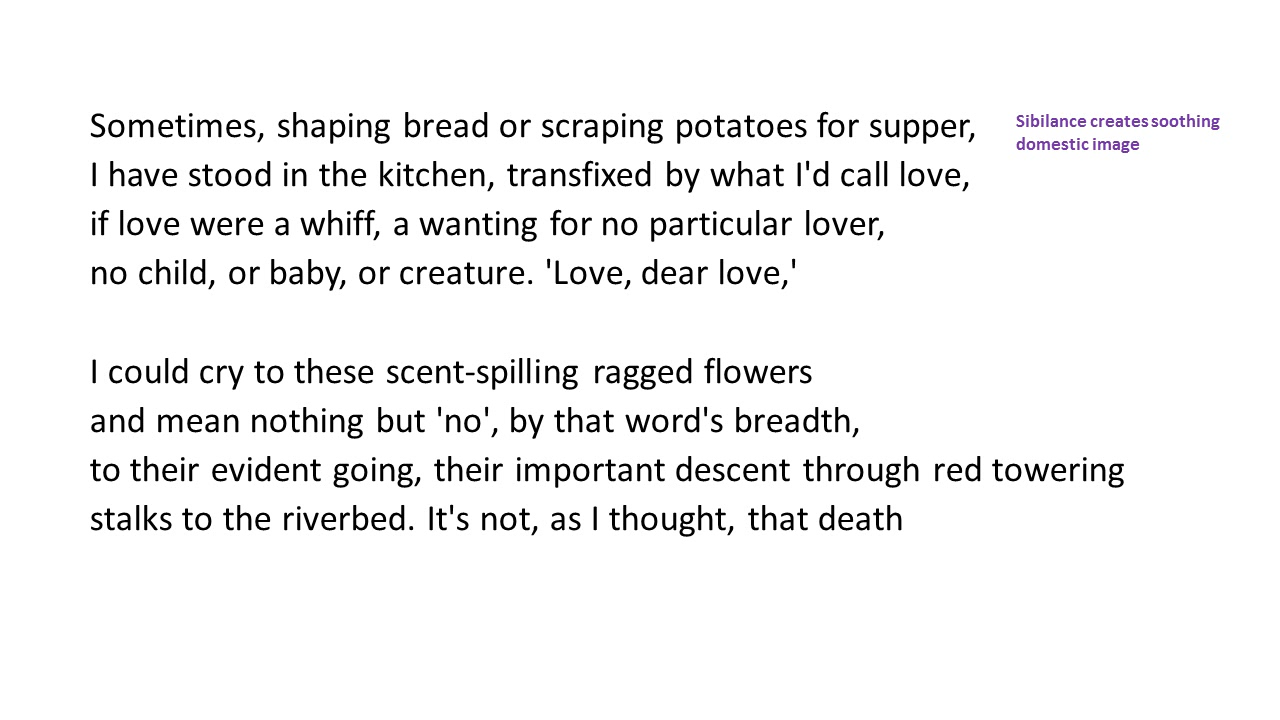 Sometimes, shaping bread or scraping potatoes for supper,
I have stood in the kitchen, transfixed by what I'd call love,
if love were a whiff, a wanting for no particular lover,
no child, or baby, or creature. 'Love, dear love,'
I could cry to these scent-spilling ragged flowers
and mean nothing but 'no', by that word's breadth,
to their evident going, their important descent through red towering
stalks to the riverbed. It's not, as I thought, that death
Sibilance creates soothing
domestic image